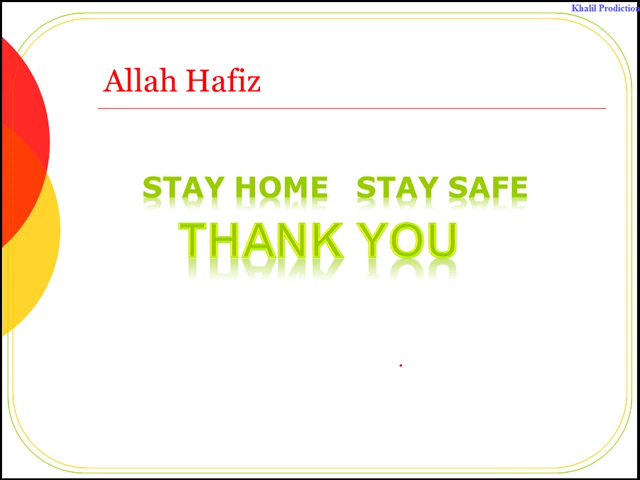 Khalil Prodiction
Allah Hafiz
STAY HOME STAY SAFE
THANK YOU
.